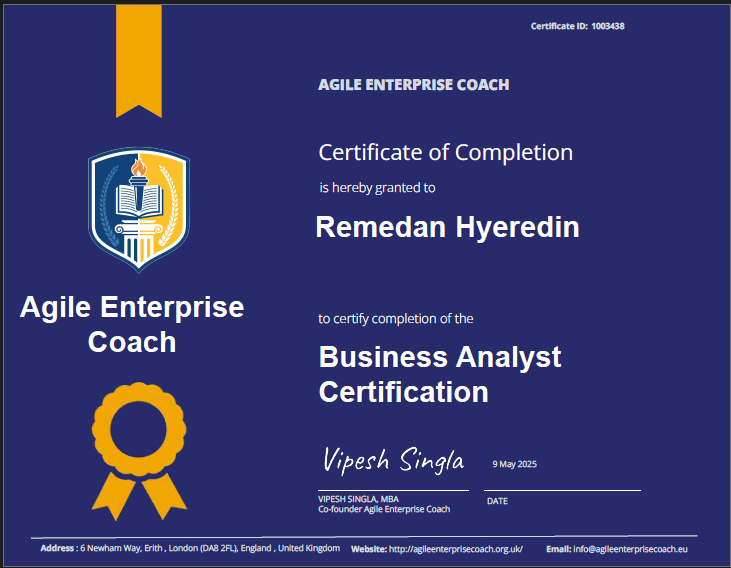 Certificate ID: 1003438
AGILE ENTERPRISE COACH
Certificate of Completion
is hereby granted to
Remedan Hyeredin
Agile Enterprise
Coach
to certify completion of the
Business Analyst
Certification
Vipesh Singla
9 May 2025
VIPESH SINGLA, MBA
Co-founder Agile Enterprise Coach
DATE
Address : 6 Newham Way, Erith , London (DA8 2FL), England , United Kingdom Website: http://agileenterprisecoach.org.uk/ Email: info@agileenterprisecoach.eu